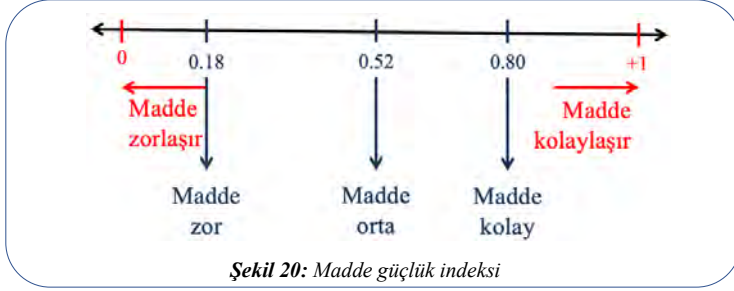 0 0.18 0.52 0.80 +1
Madde Madde
zorlaşır kolaylaşır
Madde Madde Madde
zor orta kolay
Şekil 20: Madde güçlük indeksi